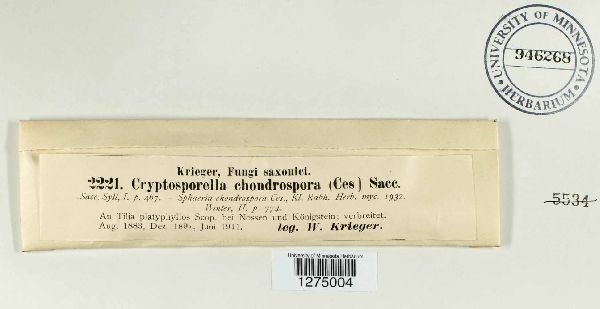 UNIVERSITY OF MINNESOTA
946268
HERBARIUM
Krieger, Fungi saxonici.
2221. Cryptosporella chondrospora (Ces) Sacc.
Sacc. Syll, I. p. 467. — Sphaeria chondrospora Ces., Kl. Rabh. Herb. myc. 1932.
Winter, II. p. 774.
An Tilia platyphyllos Scop. bei Nossen und Königstein; verbreitet.
Aug. 1883, Dez. Juni 1911. leg. W. Krieger.
5534
University of Minnesota Herbarium
1275004